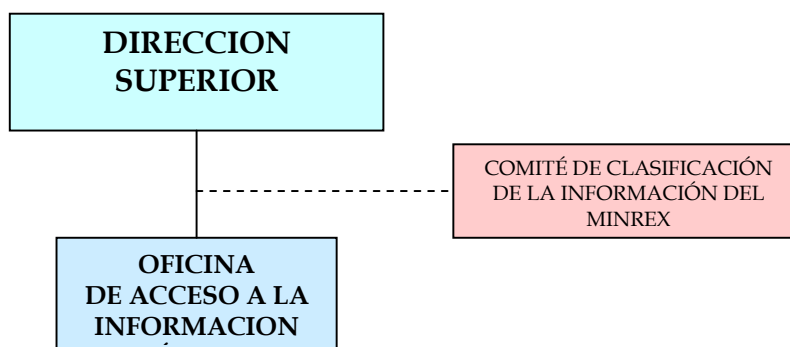 DIRECCION
SUPERIOR
COMITÉ DE CLASIFICACIÓN
DE LA INFORMACIÓN DEL
MINREX
OFICINA
DE ACCESO A LA
INFORMACION